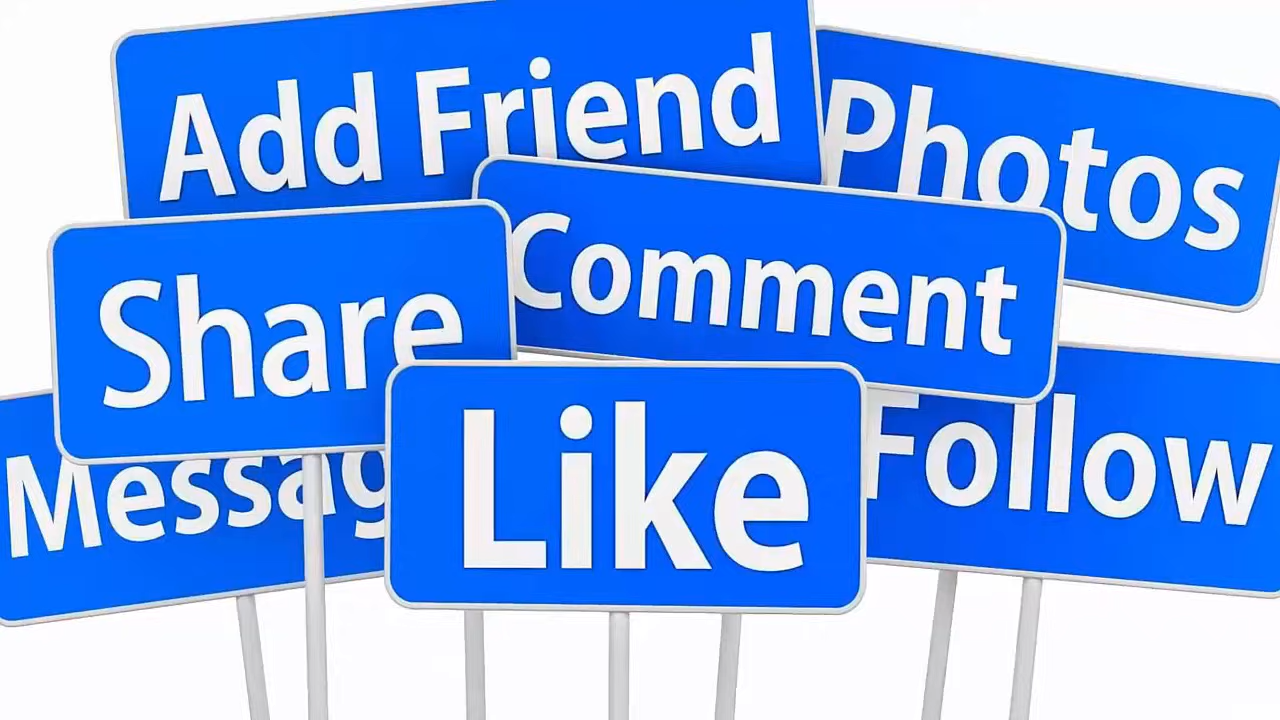 Add Friend
Photos
Comment
Share
Like
Follow
Messag